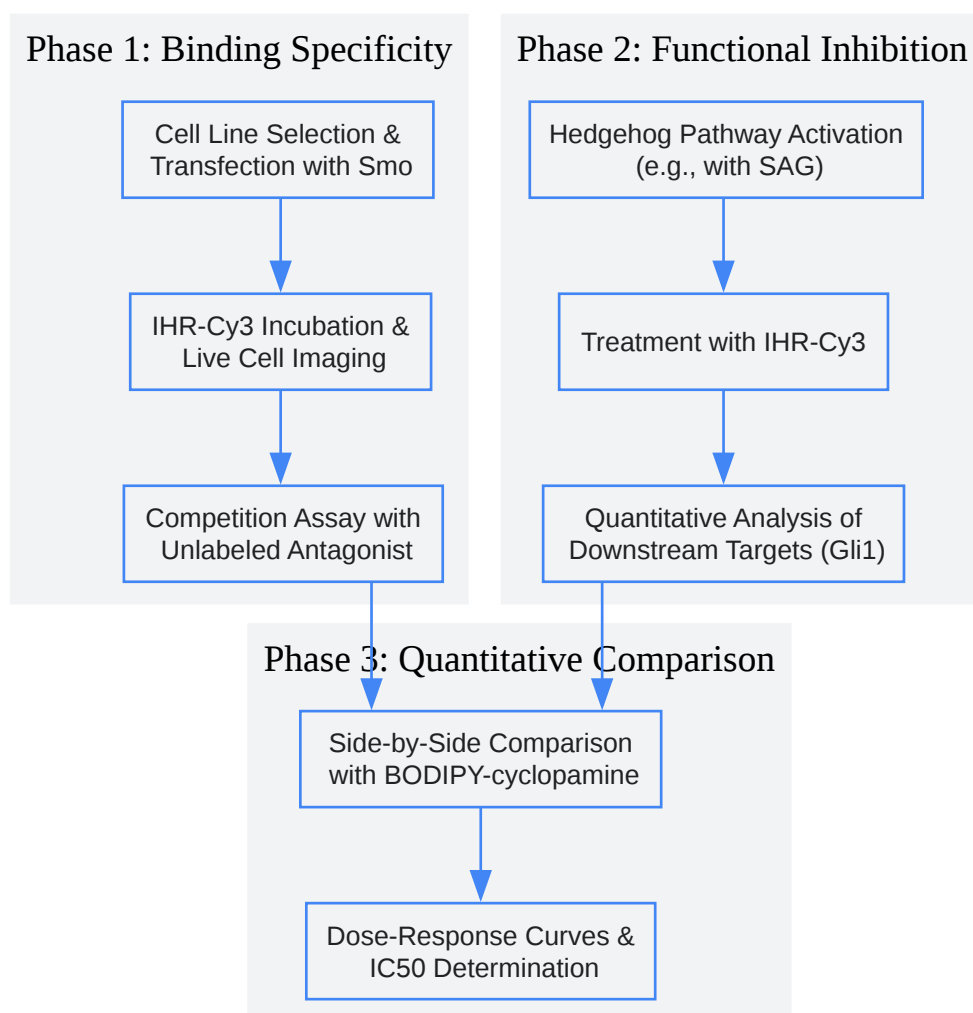 Phase 1: Binding Specificity
Cell Line Selection &
Transfection with Smo
IHR-Cy3 Incubation &
Live Cell Imaging
Competition Assay with
Unlabeled Antagonist
Phase 2: Functional Inhibition
Hedgehog Pathway Activation
(e.g., with SAG)
Treatment with IHR-Cy3
Quantitative Analysis of
Downstream Targets (Gli1)
Phase 3: Quantitative Comparison
Side-by-Side Comparison
with BODIPY-cyclopamine
Dose-Response Curves &
IC50 Determination